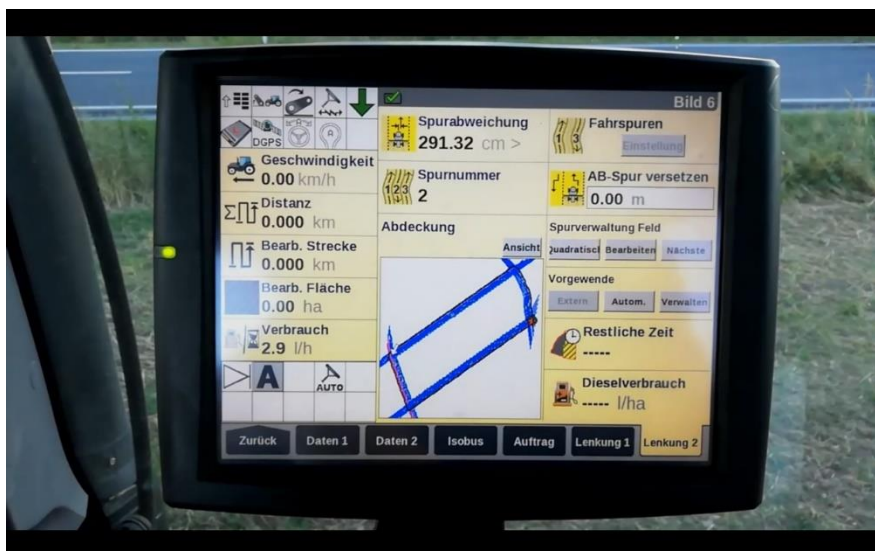 Bild 6
DGPS
Geschwindigkeit
0.00 km/h
Distanz
0.000 km
Bearb. Strecke
0.000 km
Bearb. Fläche
0.00 ha
Verbrauch
2.9 l/h
A
AUTO
Spurabweichung
291.32 cm >
Spurnummer
123
2
Abdeckung
Ansicht
Fahrspuren
1 3
Einstellung
AB-Spur versetzen
0.00 m
Spurverwaltung Feld
Quadratisch Bearbeiten Nächste
Vorgewende
Extern Autom. Verwalten
Restliche Zeit
-----
Dieselverbrauch
----- l/ha
Zurück Daten 1 Daten 2 Isobus Auftrag Lenkung 1 Lenkung 2